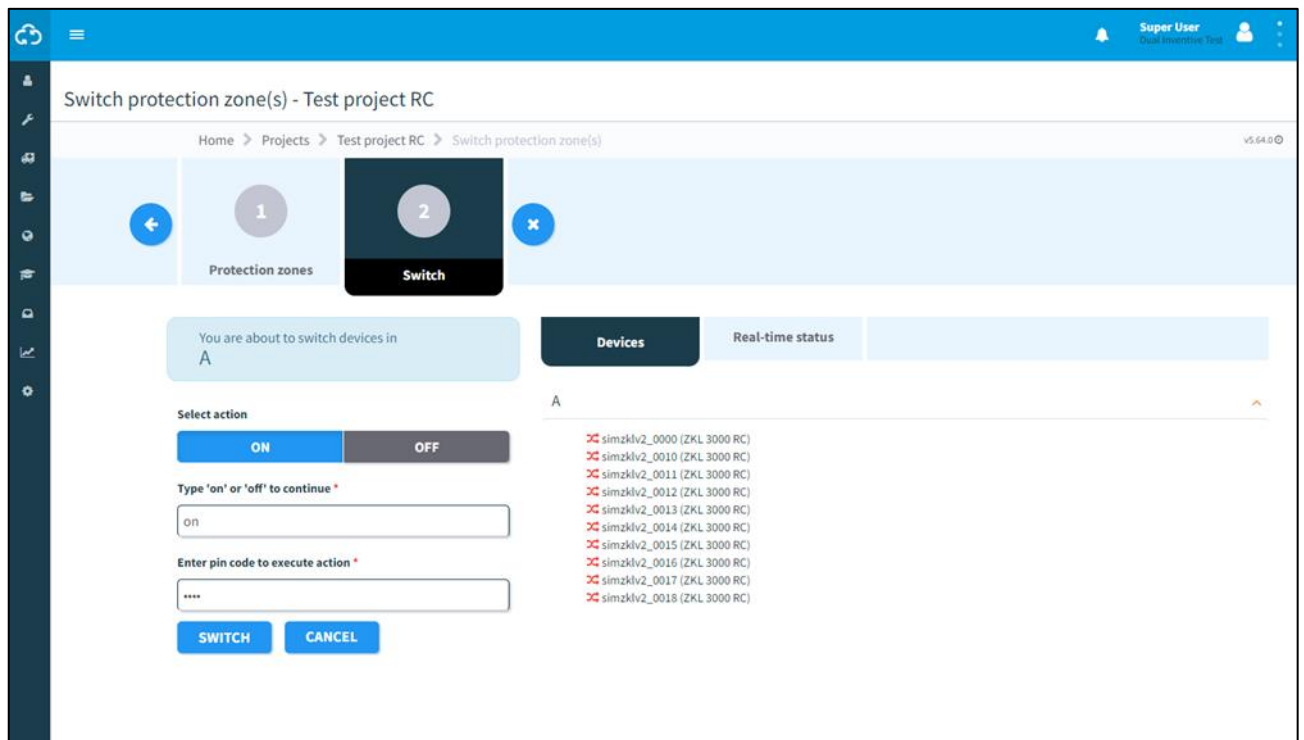 Super User
Dual Inventive Test
Switch protection zone(s) - Test project RC
Home > Projects > Test project RC > Switch protection zone(s)
v5.64.0
1
2
Protection zones
Switch
You are about to switch devices in
A
Devices
Real-time status
A
Select action
ON
OFF
Type 'on' or 'off' to continue *
on
Enter pin code to execute action *
••••
SWITCH
CANCEL
simzklv2_0000 (ZKL 3000 RC)
simzklv2_0010 (ZKL 3000 RC)
simzklv2_0011 (ZKL 3000 RC)
simzklv2_0012 (ZKL 3000 RC)
simzklv2_0013 (ZKL 3000 RC)
simzklv2_0014 (ZKL 3000 RC)
simzklv2_0015 (ZKL 3000 RC)
simzklv2_0016 (ZKL 3000 RC)
simzklv2_0017 (ZKL 3000 RC)
simzklv2_0018 (ZKL 3000 RC)